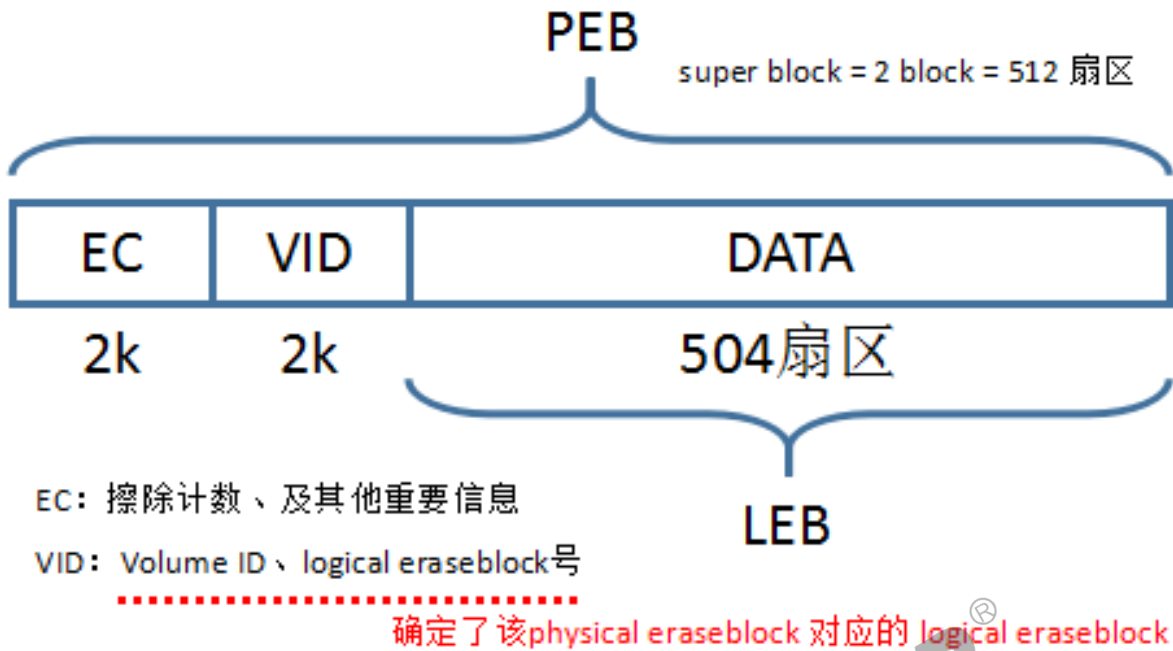 PEB
super block = 2 block = 512 扇区
EC VID DATA
2k 2k 504扇区
EC：擦除计数、及其他重要信息
LEB
VID：Volume ID、logical eraseblock号
确定了该physical eraseblock 对应的 logical eraseblock
®